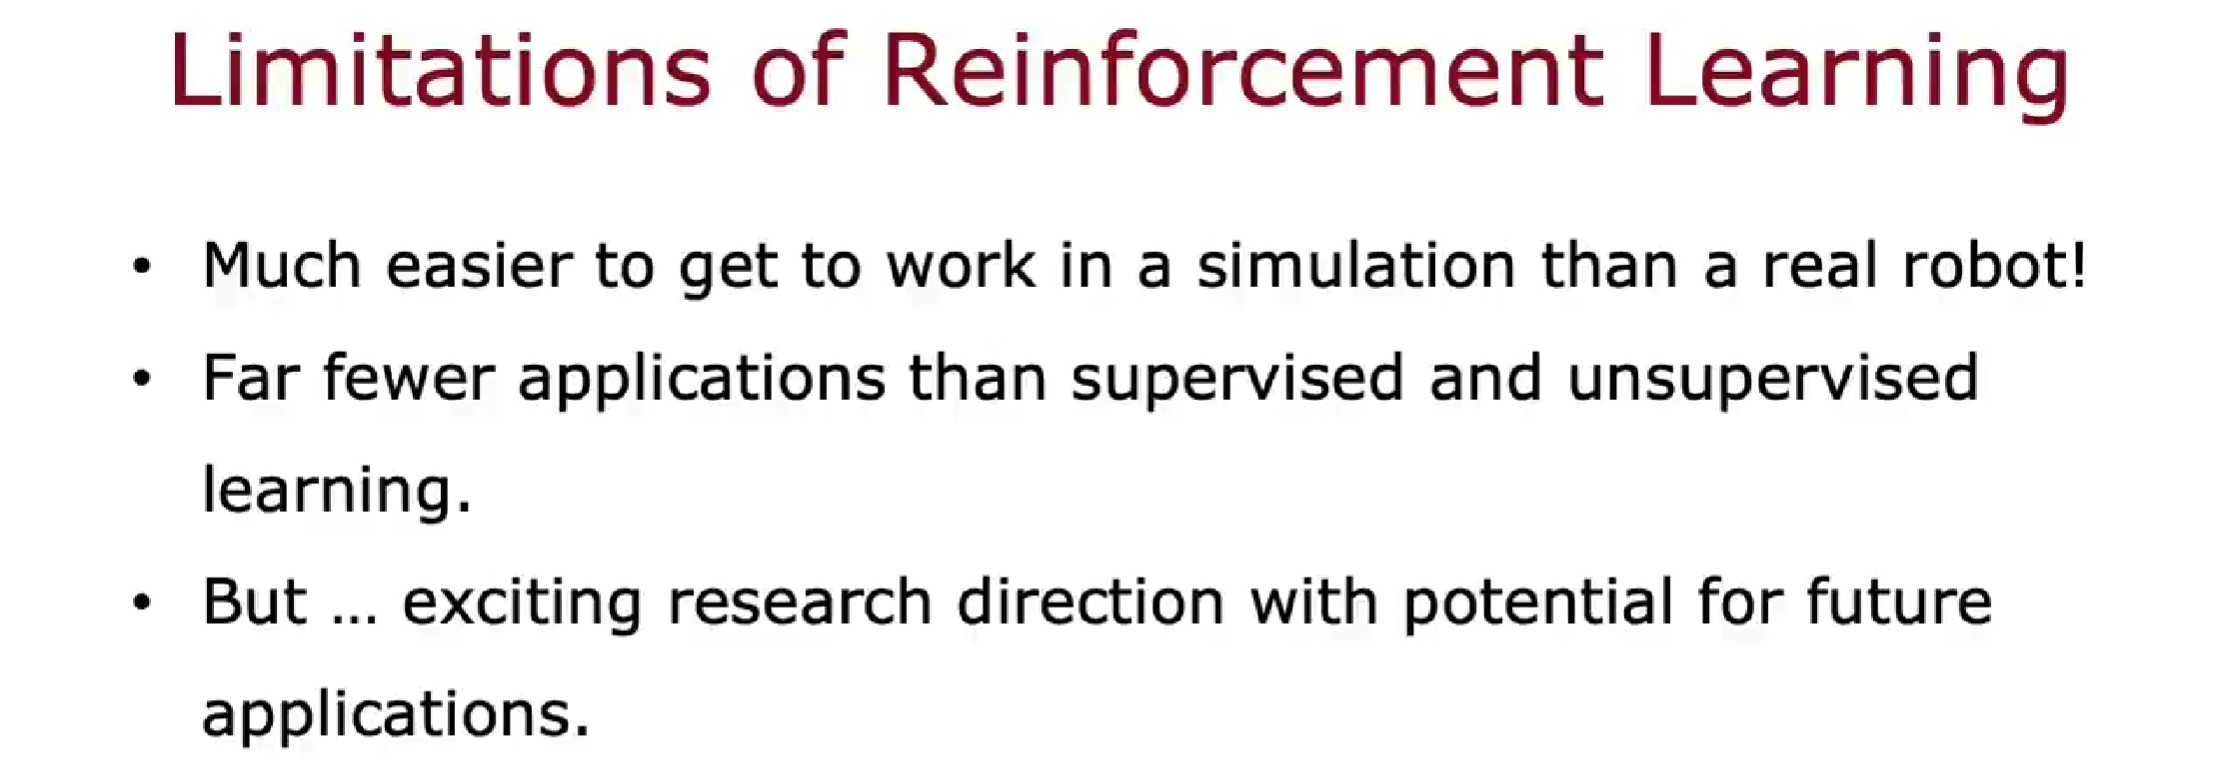 Limitations of Reinforcement Learning
• Much easier to get to work in a simulation than a real robot!
• Far fewer applications than supervised and unsupervised
learning.
• But ... exciting research direction with potential for future
applications.